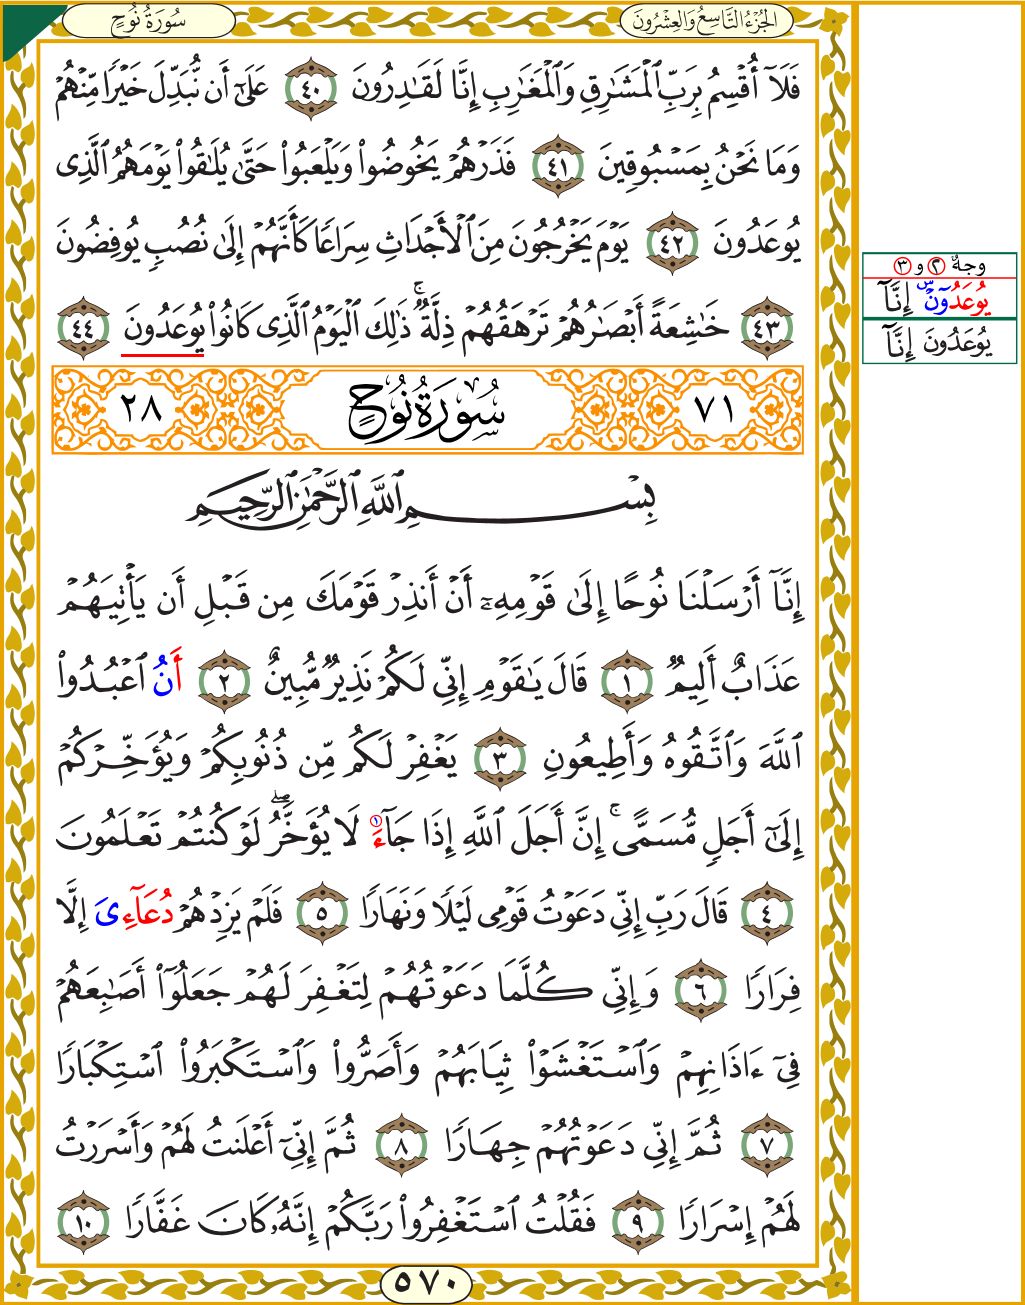 سُورَةُ نُوحٍ
الجُزْءُ التَّاسِعُ وَالعِشْرُونَ
فَلَآ أُقْسِمُ بِرَبِّ ٱلْمَشَٰرِقِ وَٱلْمَغَٰرِبِ إِنَّا لَقَٰدِرُونَ ٤٠ عَلَىٰٓ أَن نُّبَدِّلَ خَيْرًا مِّنْهُمْ
وَمَا نَحْنُ بِمَسْبُوقِينَ ٤١ فَذَرْهُمْ يَخُوضُوا۟ وَيَلْعَبُوا۟ حَتَّىٰ يُلَٰقُوا۟ يَوْمَهُمُ ٱلَّذِى
يُوعَدُونَ ٤٢ يَوْمَ يَخْرُجُونَ مِنَ ٱلْأَجْدَاثِ سِرَاعًا كَأَنَّهُمْ إِلَىٰ نُصُبٍ يُوفِضُونَ
٤٣ خَٰشِعَةً أَبْصَٰرُهُمْ تَرْهَقُهُمْ ذِلَّةٌ ۚ ذَٰلِكَ ٱلْيَوْمُ ٱلَّذِى كَانُوا۟ يُوعَدُونَ ٤٤
٧١ سُورَةُ نُوحٍ ٢٨
بِسْمِ ٱللَّهِ ٱلرَّحْمَٰنِ ٱلرَّحِيمِ
إِنَّآ أَرْسَلْنَا نُوحًا إِلَىٰ قَوْمِهِۦٓ أَنْ أَنذِرْ قَوْمَكَ مِن قَبْلِ أَن يَأْتِيَهُمْ
عَذَابٌ أَلِيمٌ ١ قَالَ يَٰقَوْمِ إِنِّى لَكُمْ نَذِيرٌ مُّبِينٌ ٢ أَنُ ٱعْبُدُوا۟
ٱللَّهَ وَٱتَّقُوهُ وَأَطِيعُونِ ٣ يَغْفِرْ لَكُم مِّن ذُنُوبِكُمْ وَيُؤَخِّرْكُمْ
إِلَىٰٓ أَجَلٍ مُّسَمًّى ۚ إِنَّ أَجَلَ ٱللَّهِ إِذَا جَآءَ ١ لَا يُؤَخَّرُ ۖ لَوْ كُنتُمْ تَعْلَمُونَ
٤ قَالَ رَبِّ إِنِّى دَعَوْتُ قَوْمِى لَيْلًا وَنَهَارًا ٥ فَلَمْ يَزِدْهُمْ دُعَآءِىَ إِلَّا
فِرَارًا ٦ وَإِنِّى كُلَّمَا دَعَوْتُهُمْ لِتَغْفِرَ لَهُمْ جَعَلُوٓا۟ أَصَٰبِعَهُمْ
فِىٓ ءَاذَانِهِمْ وَٱسْتَغْشَوْا۟ ثِيَابَهُمْ وَأَصَرُّوا۟ وَٱسْتَكْبَرُوا۟ ٱسْتِكْبَارًا
٧ ثُمَّ إِنِّى دَعَوْتُهُمْ جِهَارًا ٨ ثُمَّ إِنِّىٓ أَعْلَنتُ لَهُمْ وَأَسْرَرْتُ
لَهُمْ إِسْرَارًا ٩ فَقُلْتُ ٱسْتَغْفِرُوا۟ رَبَّكُمْ إِنَّهُۥ كَانَ غَفَّارًا ١٠
٥٧٠
وجهٌ ٢ و ٣
يُوعَدُونَ ۜ إِنَّآ
يُوعَدُونَ إِنَّآ